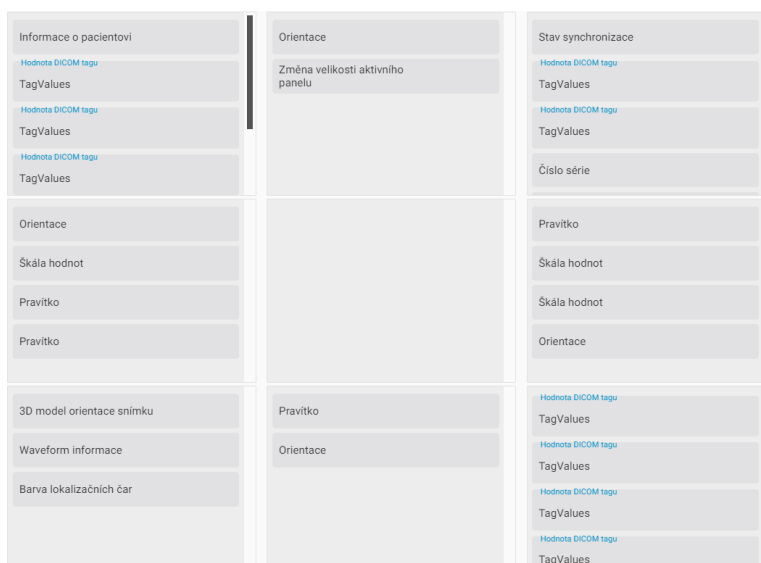 Informace o pacientovi
Hodnota DICOM tagu
TagValues
Hodnota DICOM tagu
TagValues
Hodnota DICOM tagu
TagValues
Orientace
Změna velikosti aktivního
panelu
Stav synchronizace
Hodnota DICOM tagu
TagValues
Hodnota DICOM tagu
TagValues
Číslo série
Orientace
Škála hodnot
Pravítko
Pravítko
Pravítko
Škála hodnot
Škála hodnot
Orientace
3D model orientace snímku
Waveform informace
Barva lokalizačních čar
Pravítko
Orientace
Hodnota DICOM tagu
TagValues
Hodnota DICOM tagu
TagValues
Hodnota DICOM tagu
TagValues
Hodnota DICOM tagu
TagValues